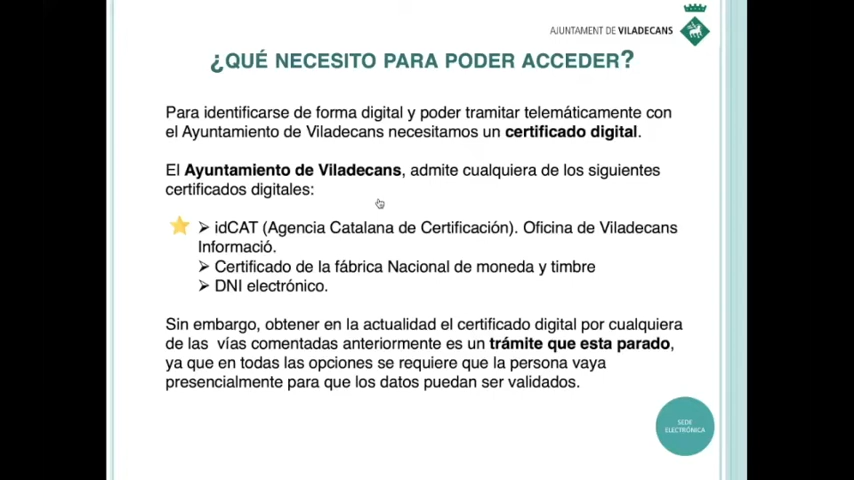 AJUNTAMENT DE VILADECANS
¿QUÉ NECESITO PARA PODER ACCEDER?
Para identificarse de forma digital y poder tramitar telemáticamente con
el Ayuntamiento de Viladecans necesitamos un certificado digital.
El Ayuntamiento de Viladecans, admite cualquiera de los siguientes
certificados digitales:
➢ idCAT (Agencia Catalana de Certificación). Oficina de Viladecans
Informació.
➢ Certificado de la fábrica Nacional de moneda y timbre
➢ DNI electrónico.
Sin embargo, obtener en la actualidad el certificado digital por cualquiera
de las vías comentadas anteriormente es un trámite que esta parado,
ya que en todas las opciones se requiere que la persona vaya
presencialmente para que los datos puedan ser validados.
SEDE
ELECTRÓNICA